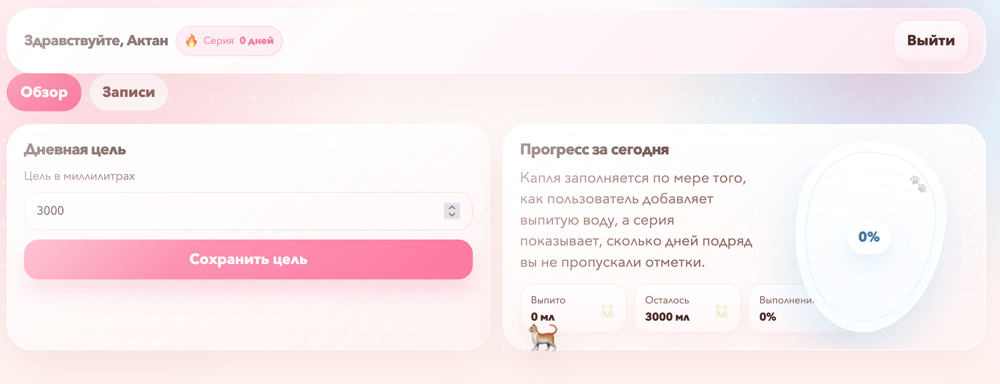 Здравствуйте, Актан
Серия 0 дней
Выйти
Обзор
Записи
Дневная цель
Цель в миллилитрах
3000
Сохранить цель
Прогресс за сегодня
Капля заполняется по мере того,
как пользователь добавляет
выпитую воду, а серия
показывает, сколько дней подряд
вы не пропускали отметки.
Выпито
0 мл
Осталось
3000 мл
Выполнение
0%
0%